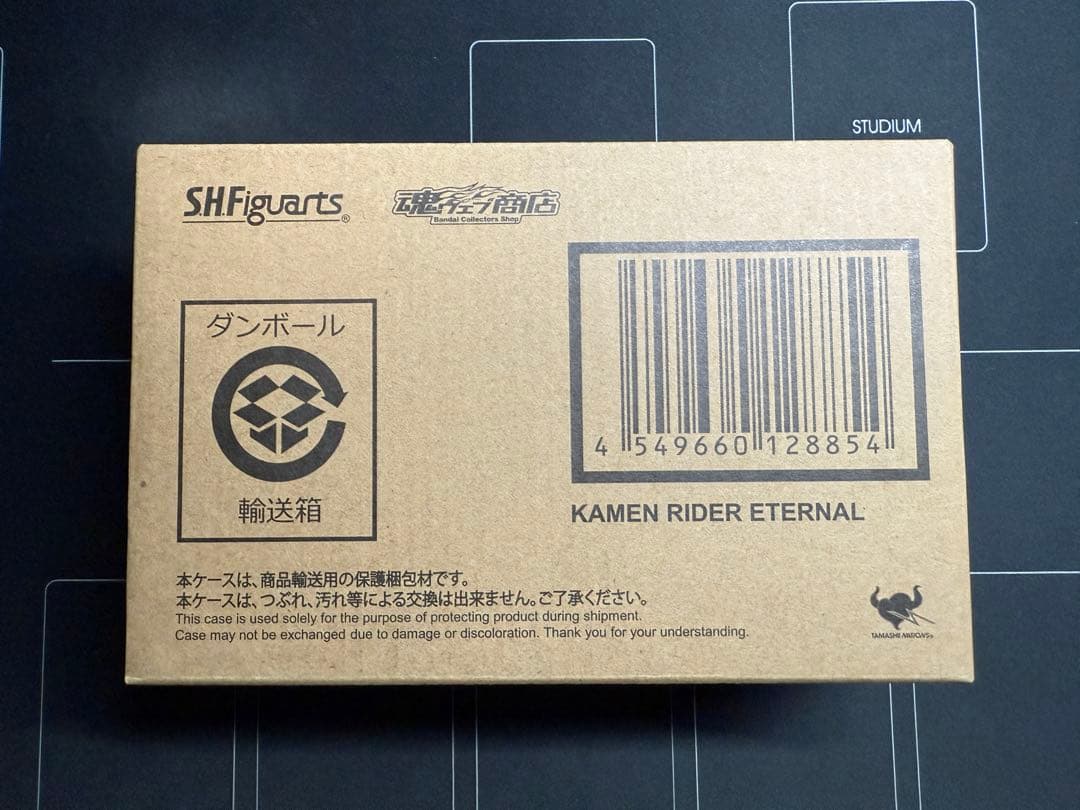 STUDIUM
S.H.Figuarts®
魂ウェブ商店
Bandai Collectors Shop
ダンボール
輸送箱
4 549660 128854
KAMEN RIDER ETERNAL
本ケースは、商品輸送用の保護梱包材です。
本ケースは、つぶれ、汚れ等による交換は出来ません。ご了承ください。
This case is used solely for the purpose of protecting product during shipment.
Case may not be exchanged due to damage or discoloration. Thank you for your understanding.
TAMASHII NATIONS®